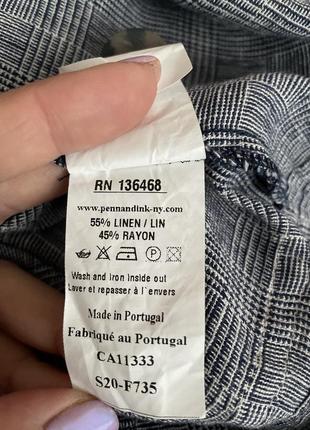 RN 136468
www.pennandink-ny.com
55% LINEN / LIN
45% RAYON
Wash and Iron Inside out
Laver et repasser à l'envers
Made in Portugal
Fabriqué au Portugal
CA11333
S20-F735